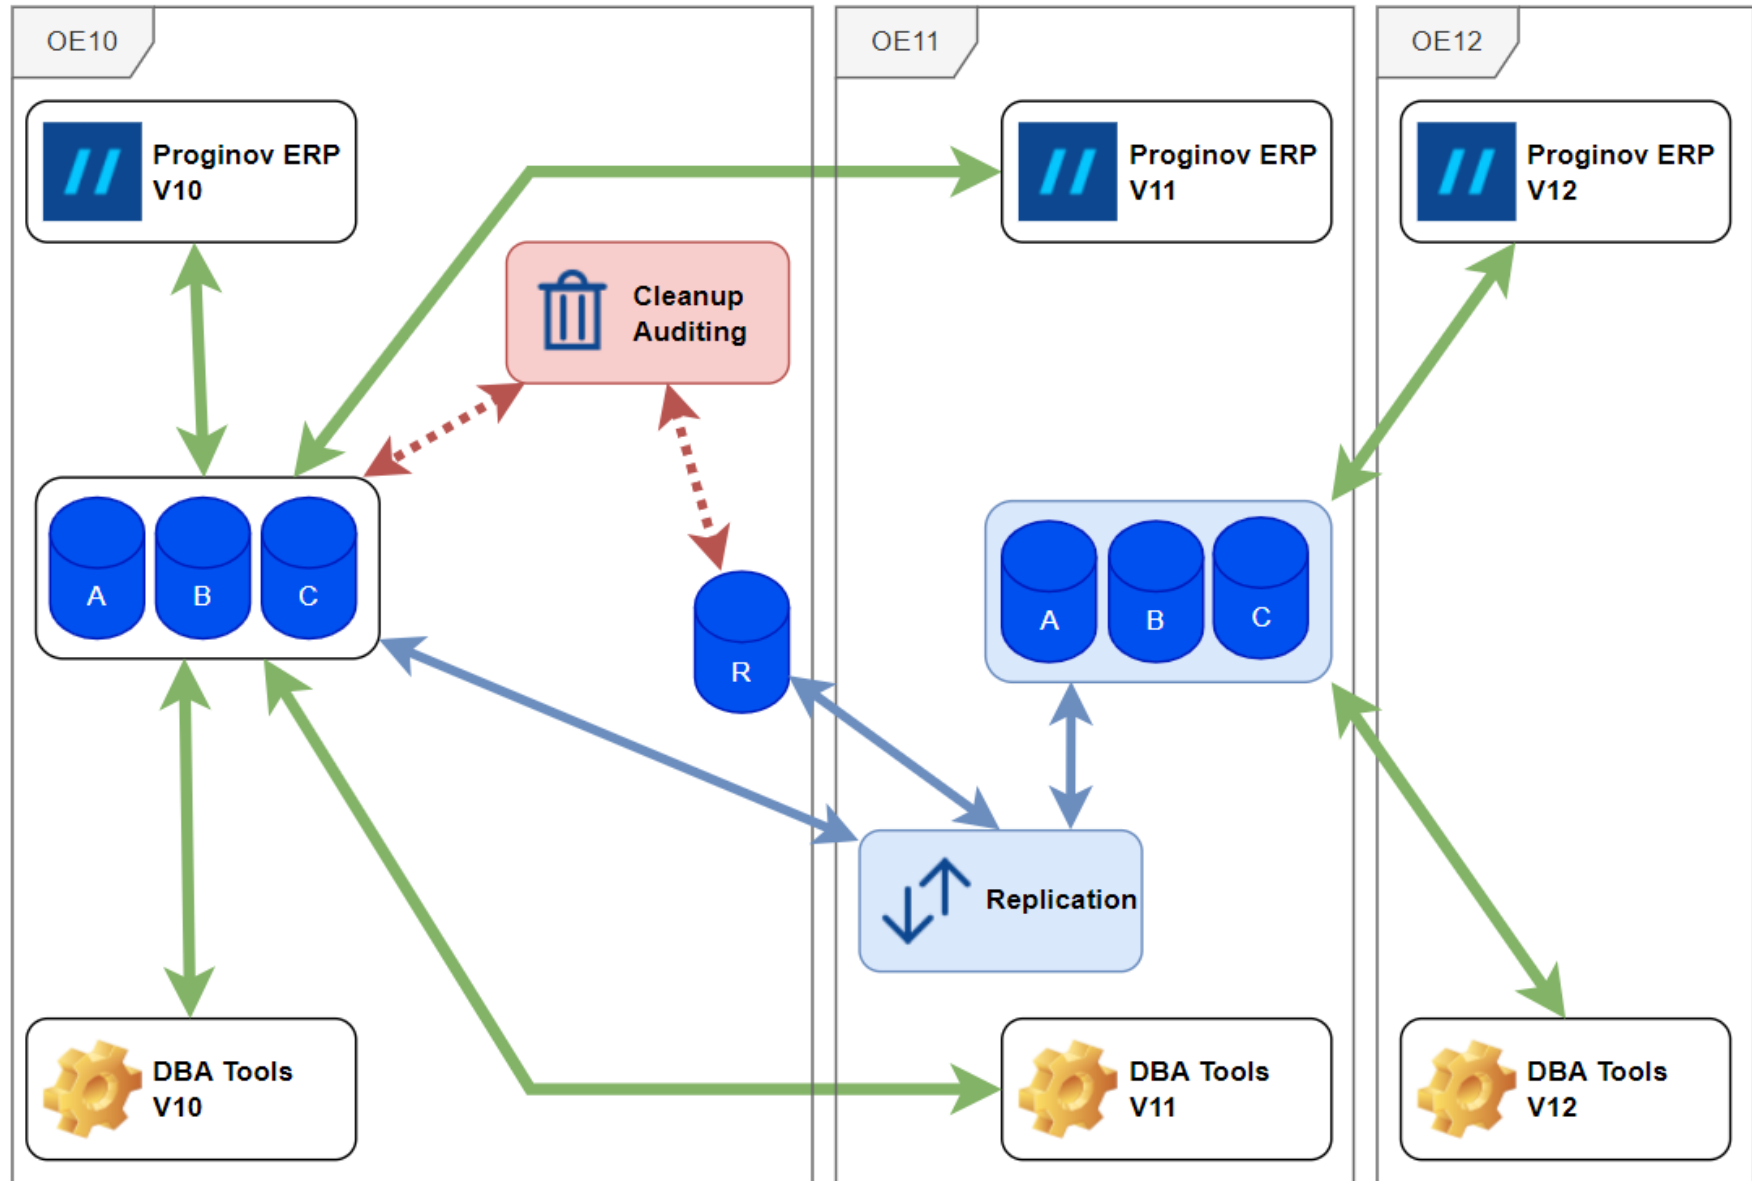 OE10
OE11
OE12
Proginov ERP
V10
Proginov ERP
V11
Proginov ERP
V12
Cleanup
Auditing
A
B
C
R
A
B
C
Replication
DBA Tools
V10
DBA Tools
V11
DBA Tools
V12